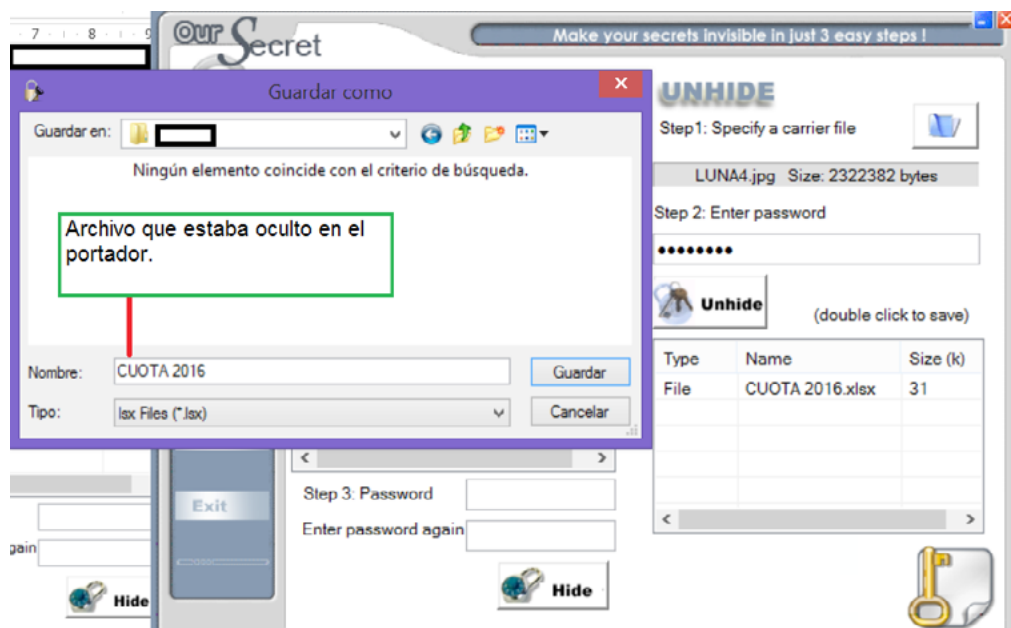 7 8 9
Our Secret
Make your secrets invisible in just 3 easy steps !
Guardar como
Guardar en:
Ningún elemento coincide con el criterio de búsqueda.
Archivo que estaba oculto en el
portador.
Nombre: CUOTA 2016 Guardar
Tipo: lsx Files (*.lsx) Cancelar
UNHIDE
Step1: Specify a carrier file
LUNA4.jpg Size: 2322382 bytes
Step 2: Enter password
Unhide (double click to save)
Type Name Size (k)
File CUOTA 2016.xlsx 31
Exit
Step 3: Password
Enter password again
Hide
gain
Hide